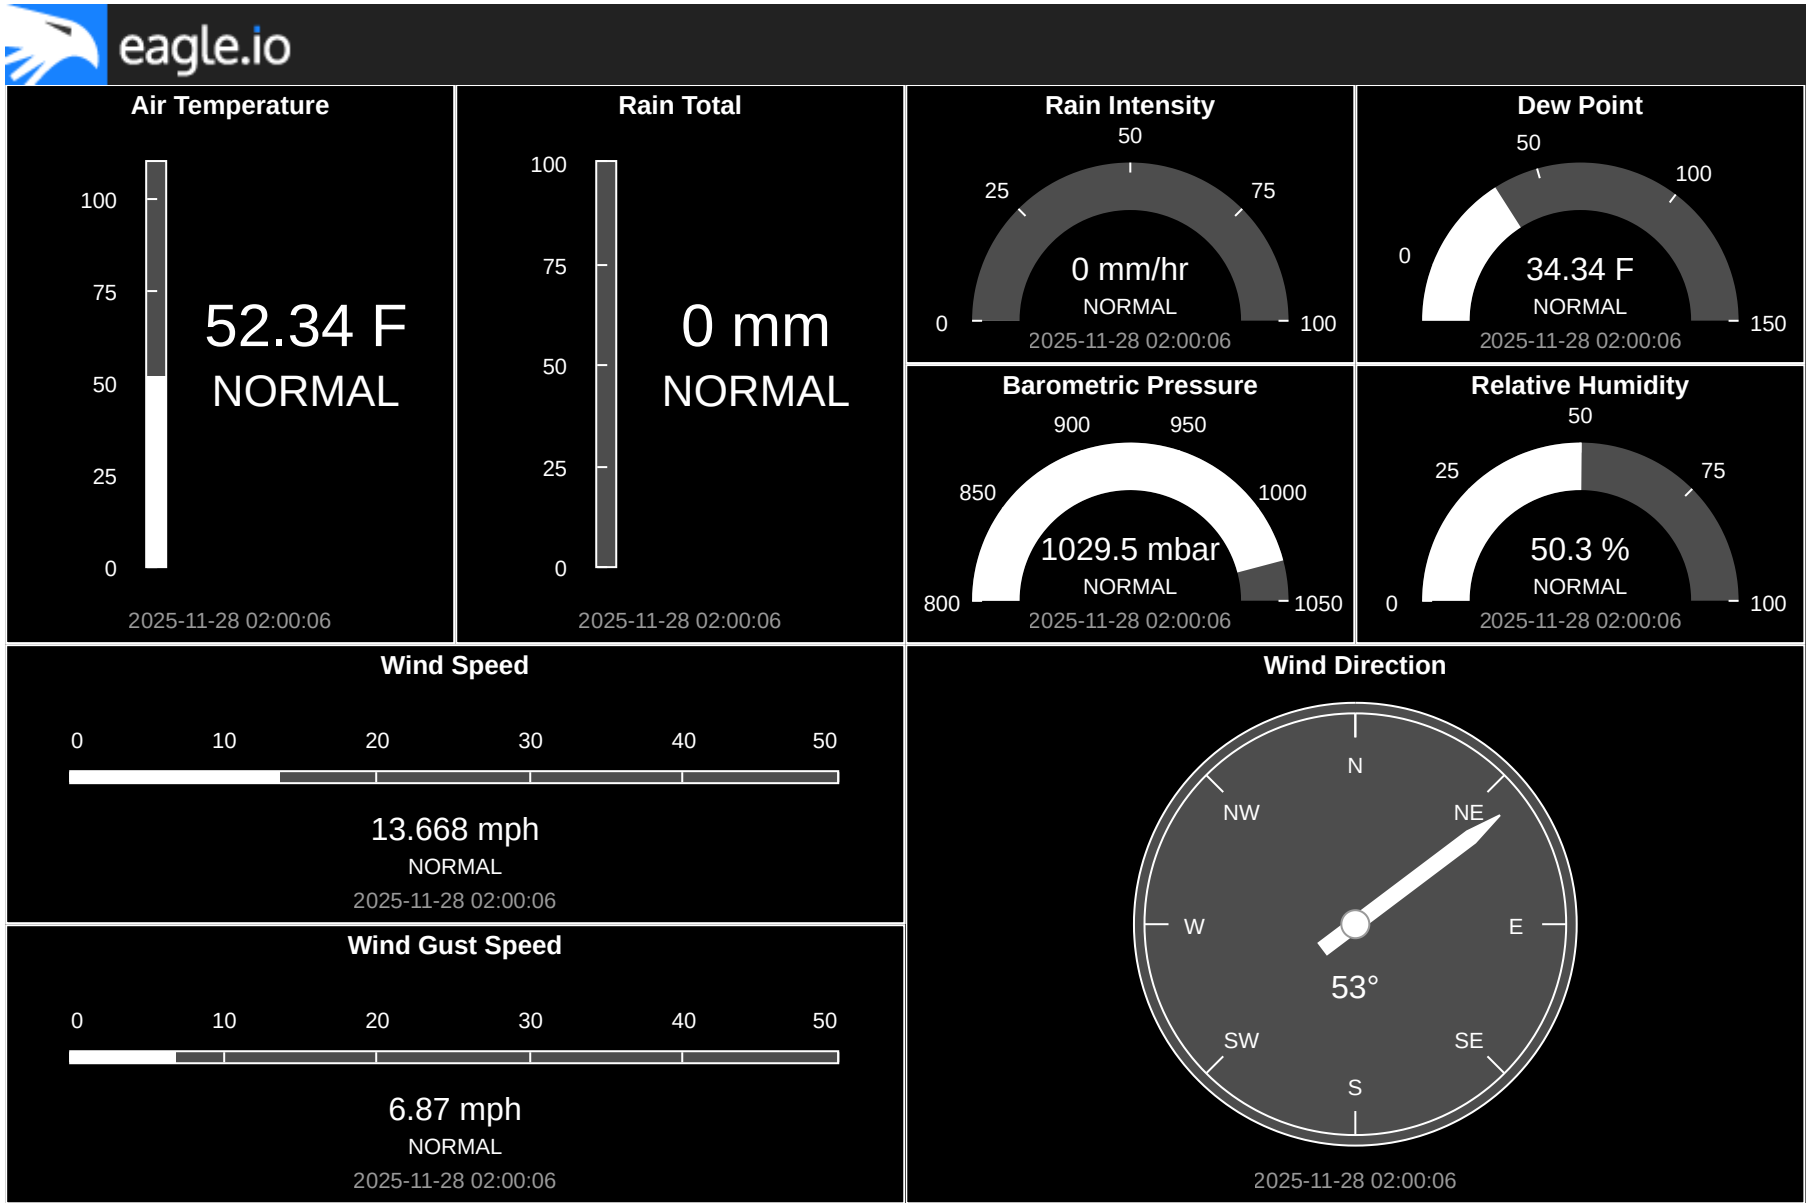 eagle.io
Air Temperature
100
75
50
25
0
52.34 F
NORMAL
2025-11-28 02:00:06
Rain Total
100
75
50
25
0
0 mm
NORMAL
2025-11-28 02:00:06
Rain Intensity
50
25
75
0
100
0 mm/hr
NORMAL
2025-11-28 02:00:06
Dew Point
50
100
0
150
34.34 F
NORMAL
2025-11-28 02:00:06
Barometric Pressure
900
950
850
1000
800
1050
1029.5 mbar
NORMAL
2025-11-28 02:00:06
Relative Humidity
50
25
75
0
100
50.3 %
NORMAL
2025-11-28 02:00:06
Wind Speed
0 10 20 30 40 50
13.668 mph
NORMAL
2025-11-28 02:00:06
Wind Gust Speed
0 10 20 30 40 50
6.87 mph
NORMAL
2025-11-28 02:00:06
Wind Direction
N
NW
NE
W
E
53°
SW
SE
S
2025-11-28 02:00:06